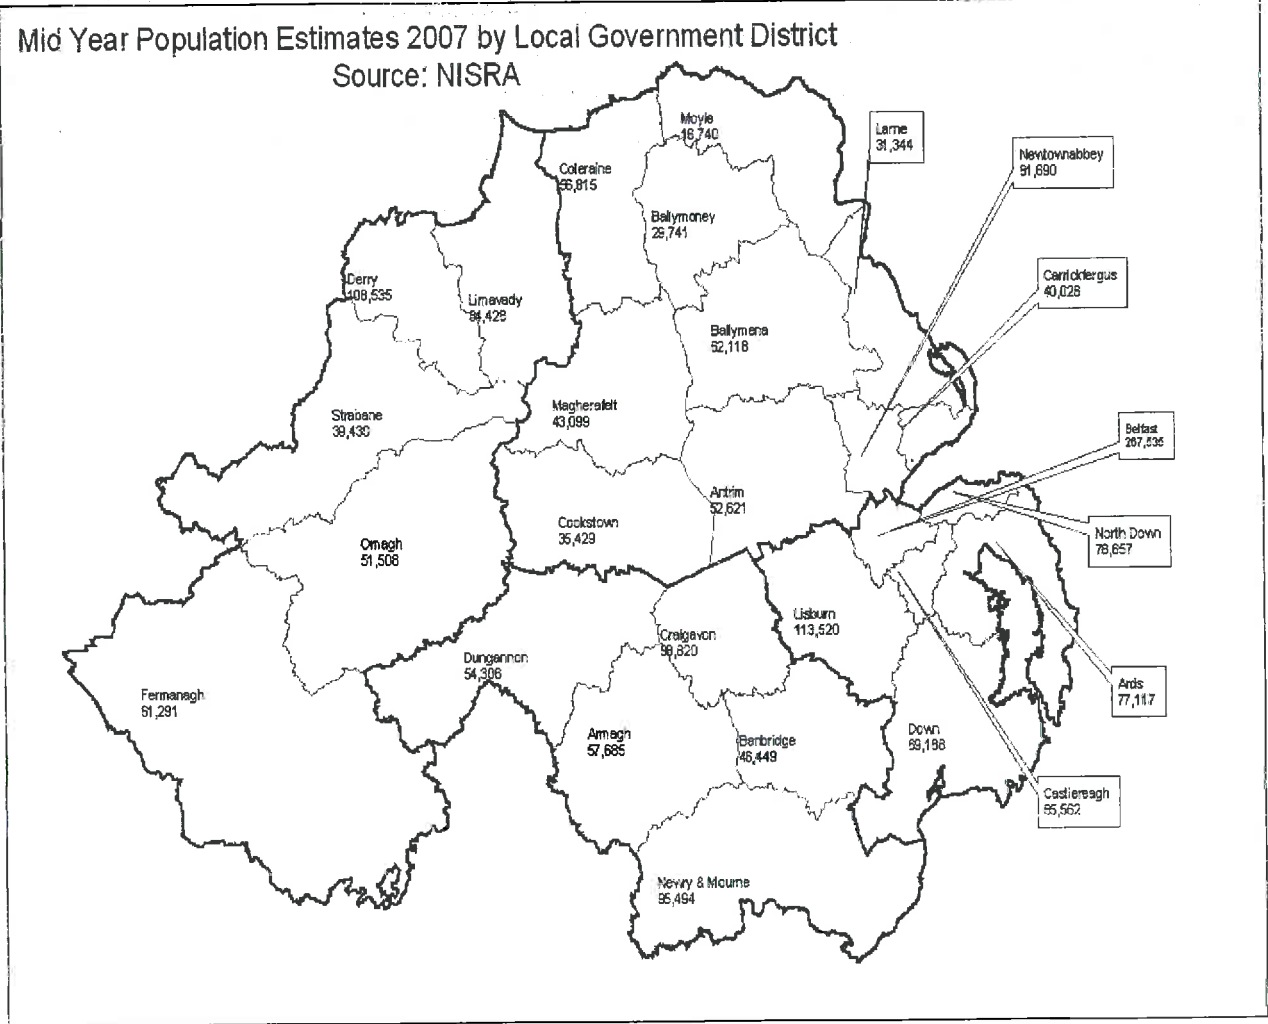 Mid Year Population Estimates 2007 by Local Government District
Source: NISRA
Moyle
16,740
Larne
31,344
Newtownabbey
81,690
Coleraine
56,815
Ballymoney
29,741
Carrickfergus
40,028
Derry
108,535
Limavady
34,428
Ballymena
62,118
Strabane
39,430
Magherafelt
43,099
Belfast
267,535
Antrim
52,621
Cookstown
35,429
North Down
78,657
Omagh
51,508
Lisburn
113,520
Craigavon
Dungannon
54,306
Ards
77,117
Fermanagh
61,291
Armagh
57,685
Banbridge
46,449
Down
69,188
Castlereagh
65,562
Newry & Mourne
95,494